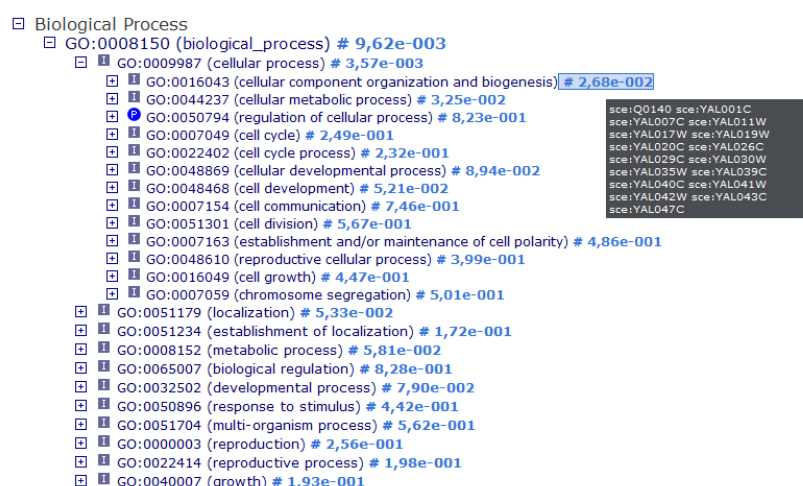 Biological Process
GO:0008150 (biological_process) # 9,62e-003
I GO:0009987 (cellular process) # 3,57e-003
I GO:0016043 (cellular component organization and biogenesis) # 2,68e-002
I GO:0044237 (cellular metabolic process) # 3,25e-002
P GO:0050794 (regulation of cellular process) # 8,23e-001
I GO:0007049 (cell cycle) # 2,49e-001
I GO:0022402 (cell cycle process) # 2,32e-001
I GO:0048869 (cellular developmental process) # 8,94e-002
I GO:0048468 (cell development) # 5,21e-002
I GO:0007154 (cell communication) # 7,46e-001
I GO:0051301 (cell division) # 5,67e-001
I GO:0007163 (establishment and/or maintenance of cell polarity) # 4,86e-001
I GO:0048610 (reproductive cellular process) # 3,99e-001
I GO:0016049 (cell growth) # 4,47e-001
I GO:0007059 (chromosome segregation) # 5,01e-001
I GO:0051179 (localization) # 5,33e-002
I GO:0051234 (establishment of localization) # 1,72e-001
I GO:0008152 (metabolic process) # 5,81e-002
I GO:0065007 (biological regulation) # 8,28e-001
I GO:0032502 (developmental process) # 7,90e-002
I GO:0050896 (response to stimulus) # 4,42e-001
I GO:0051704 (multi-organism process) # 5,62e-001
I GO:0000003 (reproduction) # 2,56e-001
I GO:0022414 (reproductive process) # 1,98e-001
I GO:0040007 (growth) # 1,93e-001
sce:Q0140 sce:YAL001C
sce:YAL007C sce:YAL011W
sce:YAL017W sce:YAL019W
sce:YAL020C sce:YAL026C
sce:YAL029C sce:YAL030W
sce:YAL035W sce:YAL039C
sce:YAL040C sce:YAL041W
sce:YAL042W sce:YAL043C
sce:YAL047C